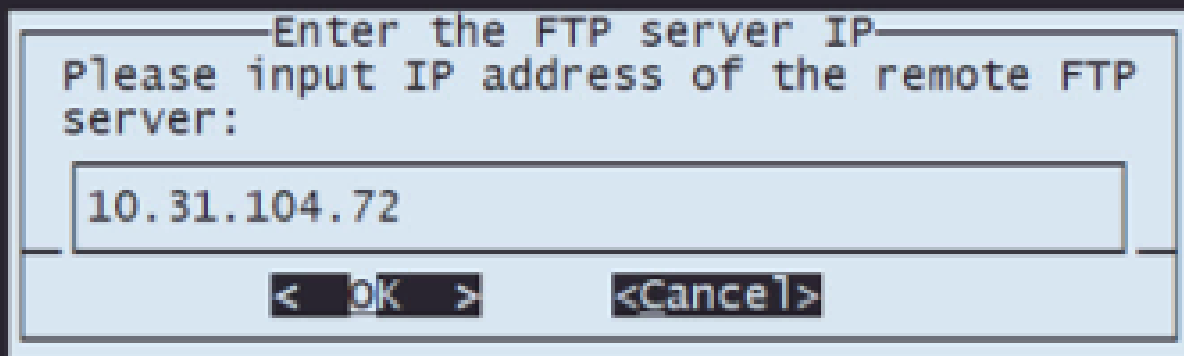 Enter the FTP server IP
Please input IP address of the remote FTP
server:
10.31.104.72
< OK > <Cancel>